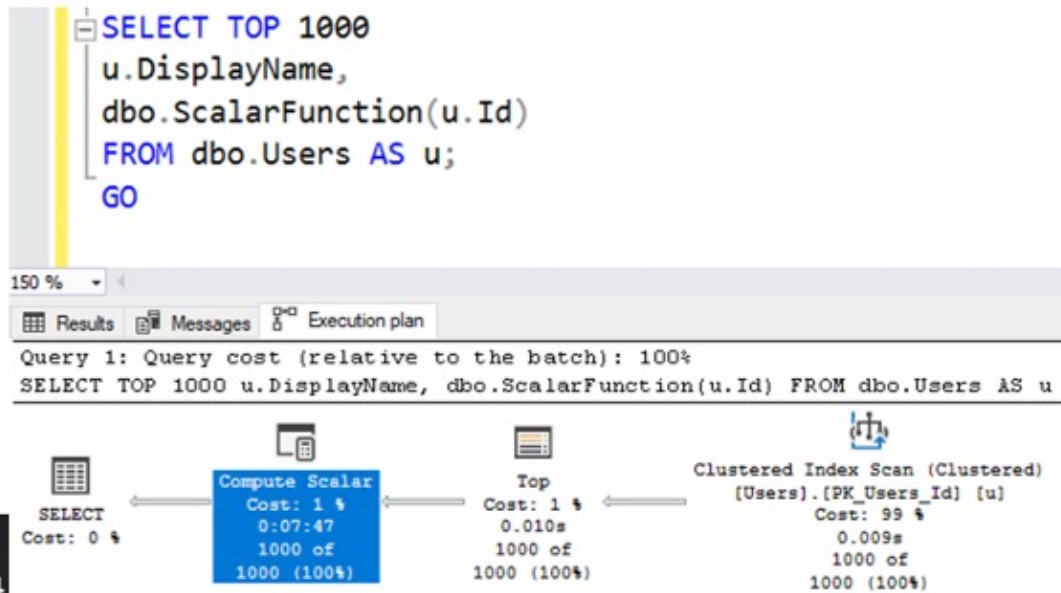 SELECT TOP 1000
u.DisplayName,
dbo.ScalarFunction(u.Id)
FROM dbo.Users AS u;
GO
150 %
Results Messages Execution plan
Query 1: Query cost (relative to the batch): 100%
SELECT TOP 1000 u.DisplayName, dbo.ScalarFunction(u.Id) FROM dbo.Users AS u
SELECT
Cost: 0 %
Compute Scalar
Cost: 1 %
0:07:47
1000 of
1000 (100%)
Top
Cost: 1 %
0.010s
1000 of
1000 (100%)
Clustered Index Scan (Clustered)
[Users].[PK_Users_Id] [u]
Cost: 99 %
0.009s
1000 of
1000 (100%)